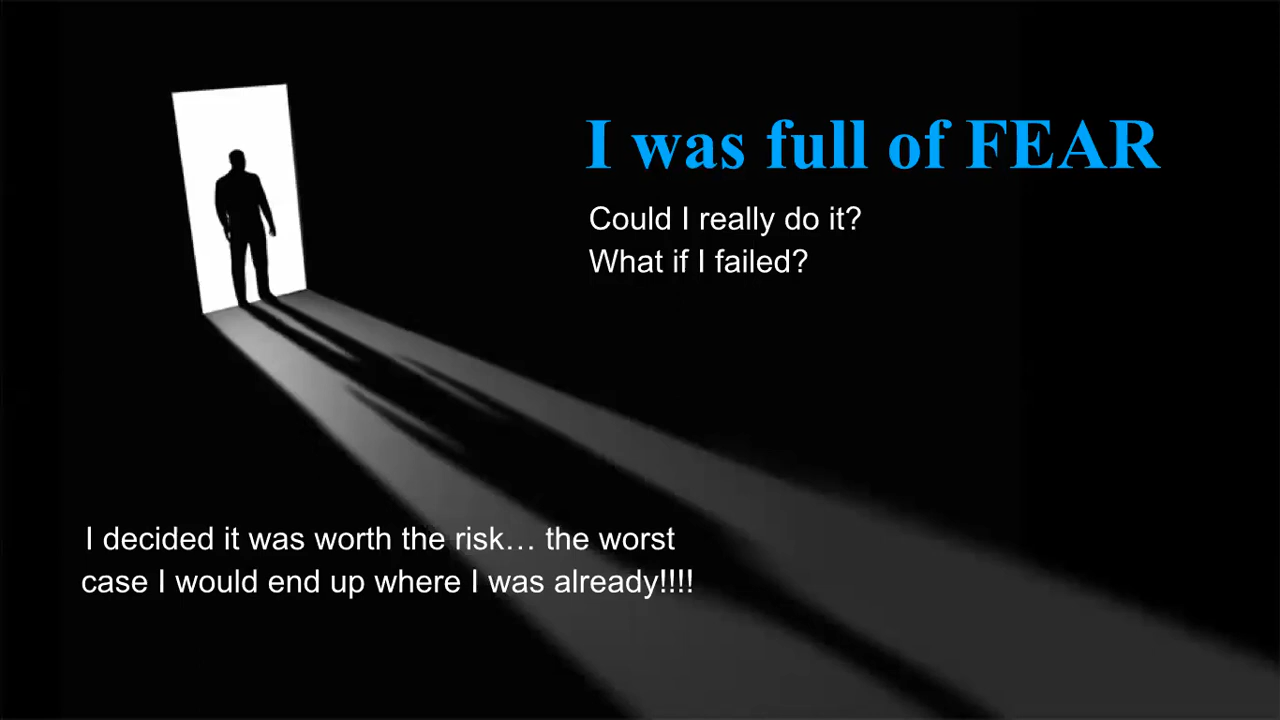 I was full of FEAR
Could I really do it?
What if I failed?
I decided it was worth the risk… the worst
case I would end up where I was already!!!!